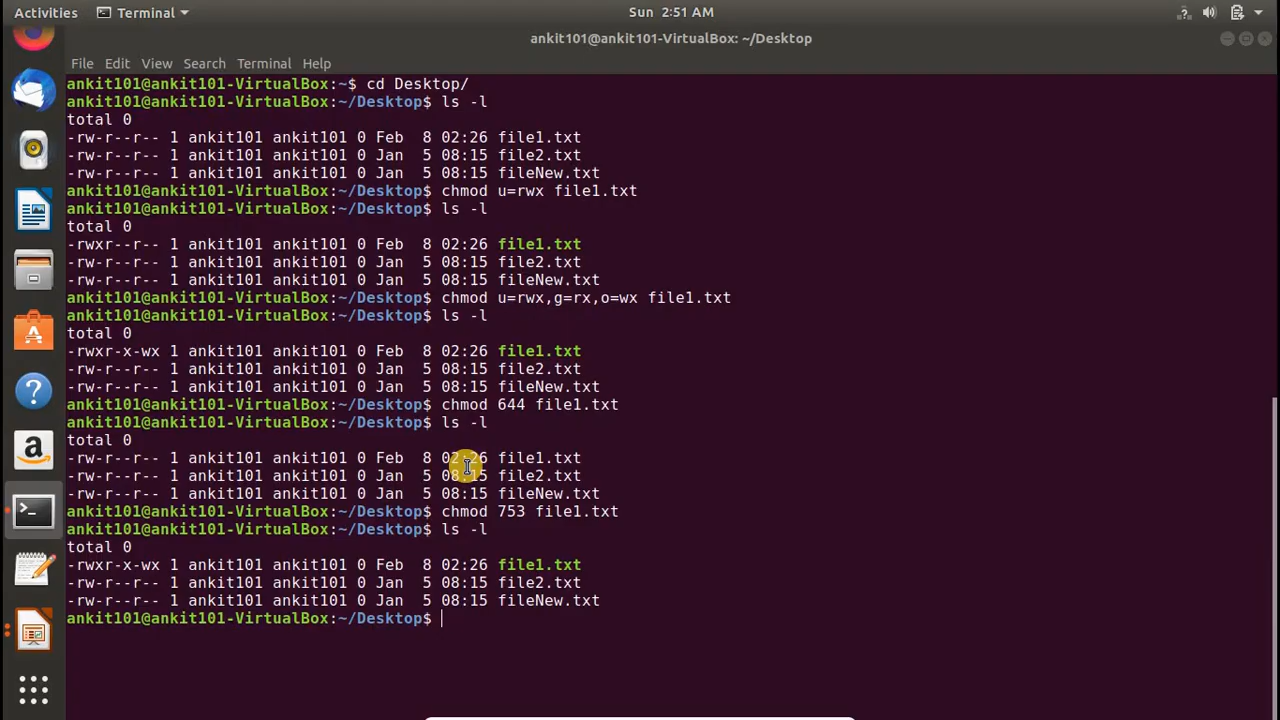 Activities Terminal Sun 2:51 AM
ankit101@ankit101-VirtualBox: ~/Desktop
File Edit View Search Terminal Help
ankit101@ankit101-VirtualBox:~$ cd Desktop/
ankit101@ankit101-VirtualBox:~/Desktop$ ls -l
total 0
-rw-r--r-- 1 ankit101 ankit101 0 Feb  8 02:26 file1.txt
-rw-r--r-- 1 ankit101 ankit101 0 Jan  5 08:15 file2.txt
-rw-r--r-- 1 ankit101 ankit101 0 Jan  5 08:15 fileNew.txt
ankit101@ankit101-VirtualBox:~/Desktop$ chmod u=rwx file1.txt
ankit101@ankit101-VirtualBox:~/Desktop$ ls -l
total 0
-rwxr--r-- 1 ankit101 ankit101 0 Feb  8 02:26 file1.txt
-rw-r--r-- 1 ankit101 ankit101 0 Jan  5 08:15 file2.txt
-rw-r--r-- 1 ankit101 ankit101 0 Jan  5 08:15 fileNew.txt
ankit101@ankit101-VirtualBox:~/Desktop$ chmod u=rwx,g=rx,o=wx file1.txt
ankit101@ankit101-VirtualBox:~/Desktop$ ls -l
total 0
-rwxr-x-wx 1 ankit101 ankit101 0 Feb  8 02:26 file1.txt
-rw-r--r-- 1 ankit101 ankit101 0 Jan  5 08:15 file2.txt
-rw-r--r-- 1 ankit101 ankit101 0 Jan  5 08:15 fileNew.txt
ankit101@ankit101-VirtualBox:~/Desktop$ chmod 644 file1.txt
ankit101@ankit101-VirtualBox:~/Desktop$ ls -l
total 0
-rw-r--r-- 1 ankit101 ankit101 0 Feb  8 02:26 file1.txt
-rw-r--r-- 1 ankit101 ankit101 0 Jan  5 08:15 file2.txt
-rw-r--r-- 1 ankit101 ankit101 0 Jan  5 08:15 fileNew.txt
ankit101@ankit101-VirtualBox:~/Desktop$ chmod 753 file1.txt
ankit101@ankit101-VirtualBox:~/Desktop$ ls -l
total 0
-rwxr-x-wx 1 ankit101 ankit101 0 Feb  8 02:26 file1.txt
-rw-r--r-- 1 ankit101 ankit101 0 Jan  5 08:15 file2.txt
-rw-r--r-- 1 ankit101 ankit101 0 Jan  5 08:15 fileNew.txt
ankit101@ankit101-VirtualBox:~/Desktop$